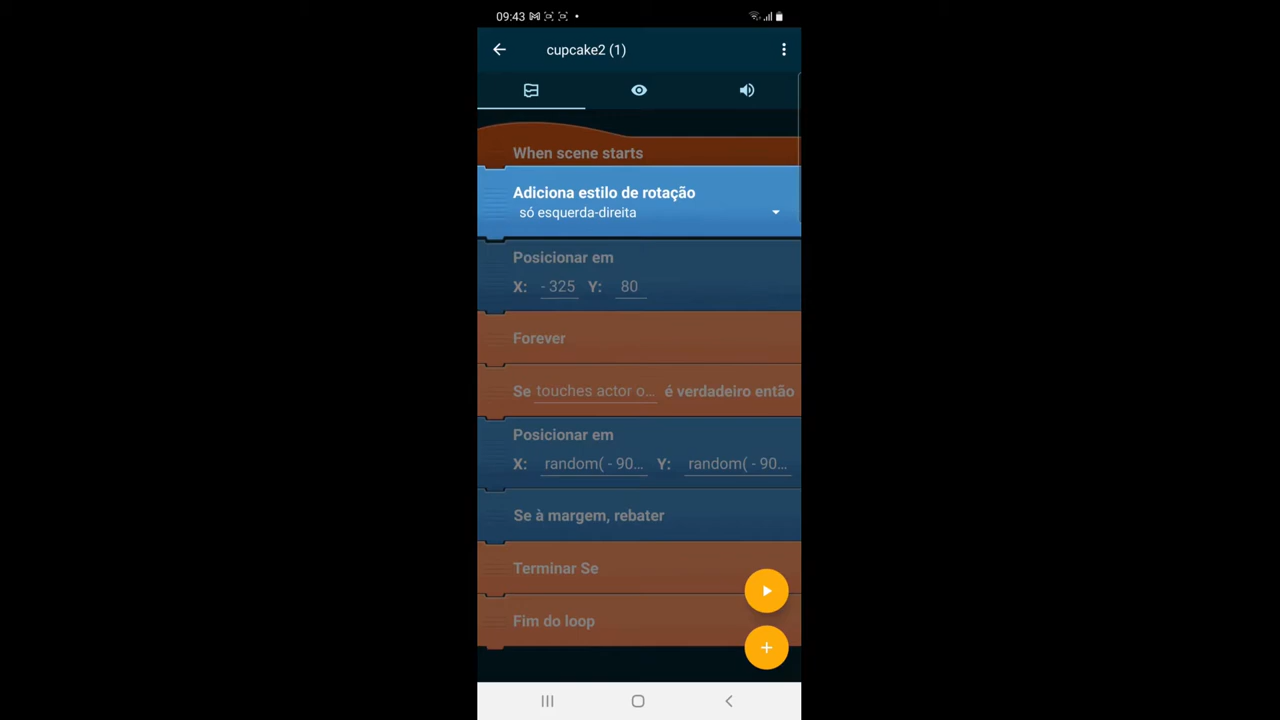 09:43
cupcake2 (1)
When scene starts
Adiciona estilo de rotação
só esquerda-direita
Posicionar em
X: - 325 Y: 80
Forever
Se touches actor o... é verdadeiro então
Posicionar em
X: random( - 90... Y: random( - 90...
Se à margem, rebater
Terminar Se
Fim do loop